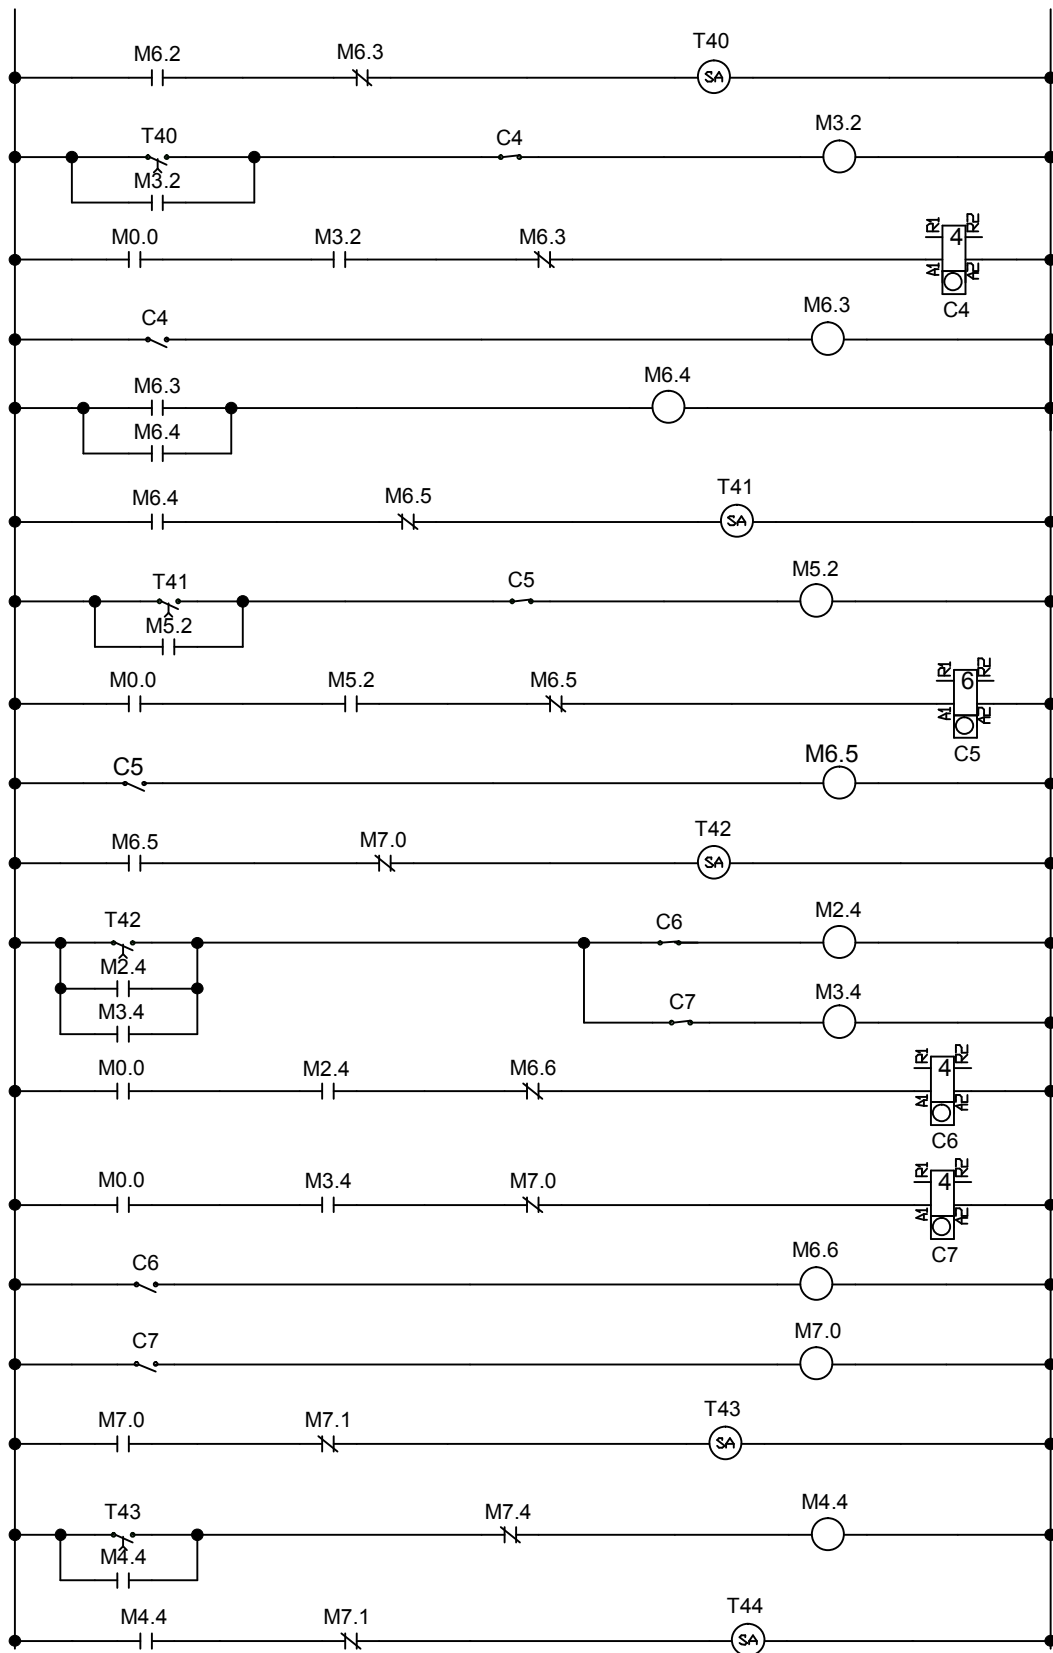 M6.2 M6.3 T40
SA
T40 C4 M3.2
M3.2
M0.0 M3.2 M6.3 R1 4 R2
A1 A2
C4
C4 M6.3
M6.3 M6.4
M6.4
M6.4 M6.5 T41
SA
T41 C5 M5.2
M5.2
M0.0 M5.2 M6.5 R1 6 R2
A1 A2
C5
C5 M6.5
M6.5 M7.0 T42
SA
T42 C6 M2.4
M2.4
M3.4 C7 M3.4
M0.0 M2.4 M6.6 R1 4 R2
A1 A2
C6
M0.0 M3.4 M7.0 R1 4 R2
A1 A2
C7
C6 M6.6
C7 M7.0
M7.0 M7.1 T43
SA
T43 M7.4 M4.4
M4.4
M4.4 M7.1 T44
SA